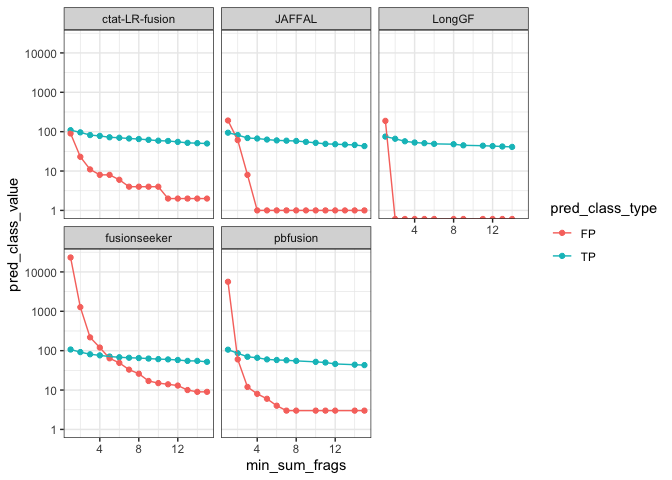 ctat-LR-fusion
JAFFAL
LongGF
10000
1000
100
10
1
4 8 12
fusionseeker
pbfusion
10000
1000
100
10
1
4 8 12
4 8 12
pred_class_value
min_sum_frags
pred_class_type
FP
TP